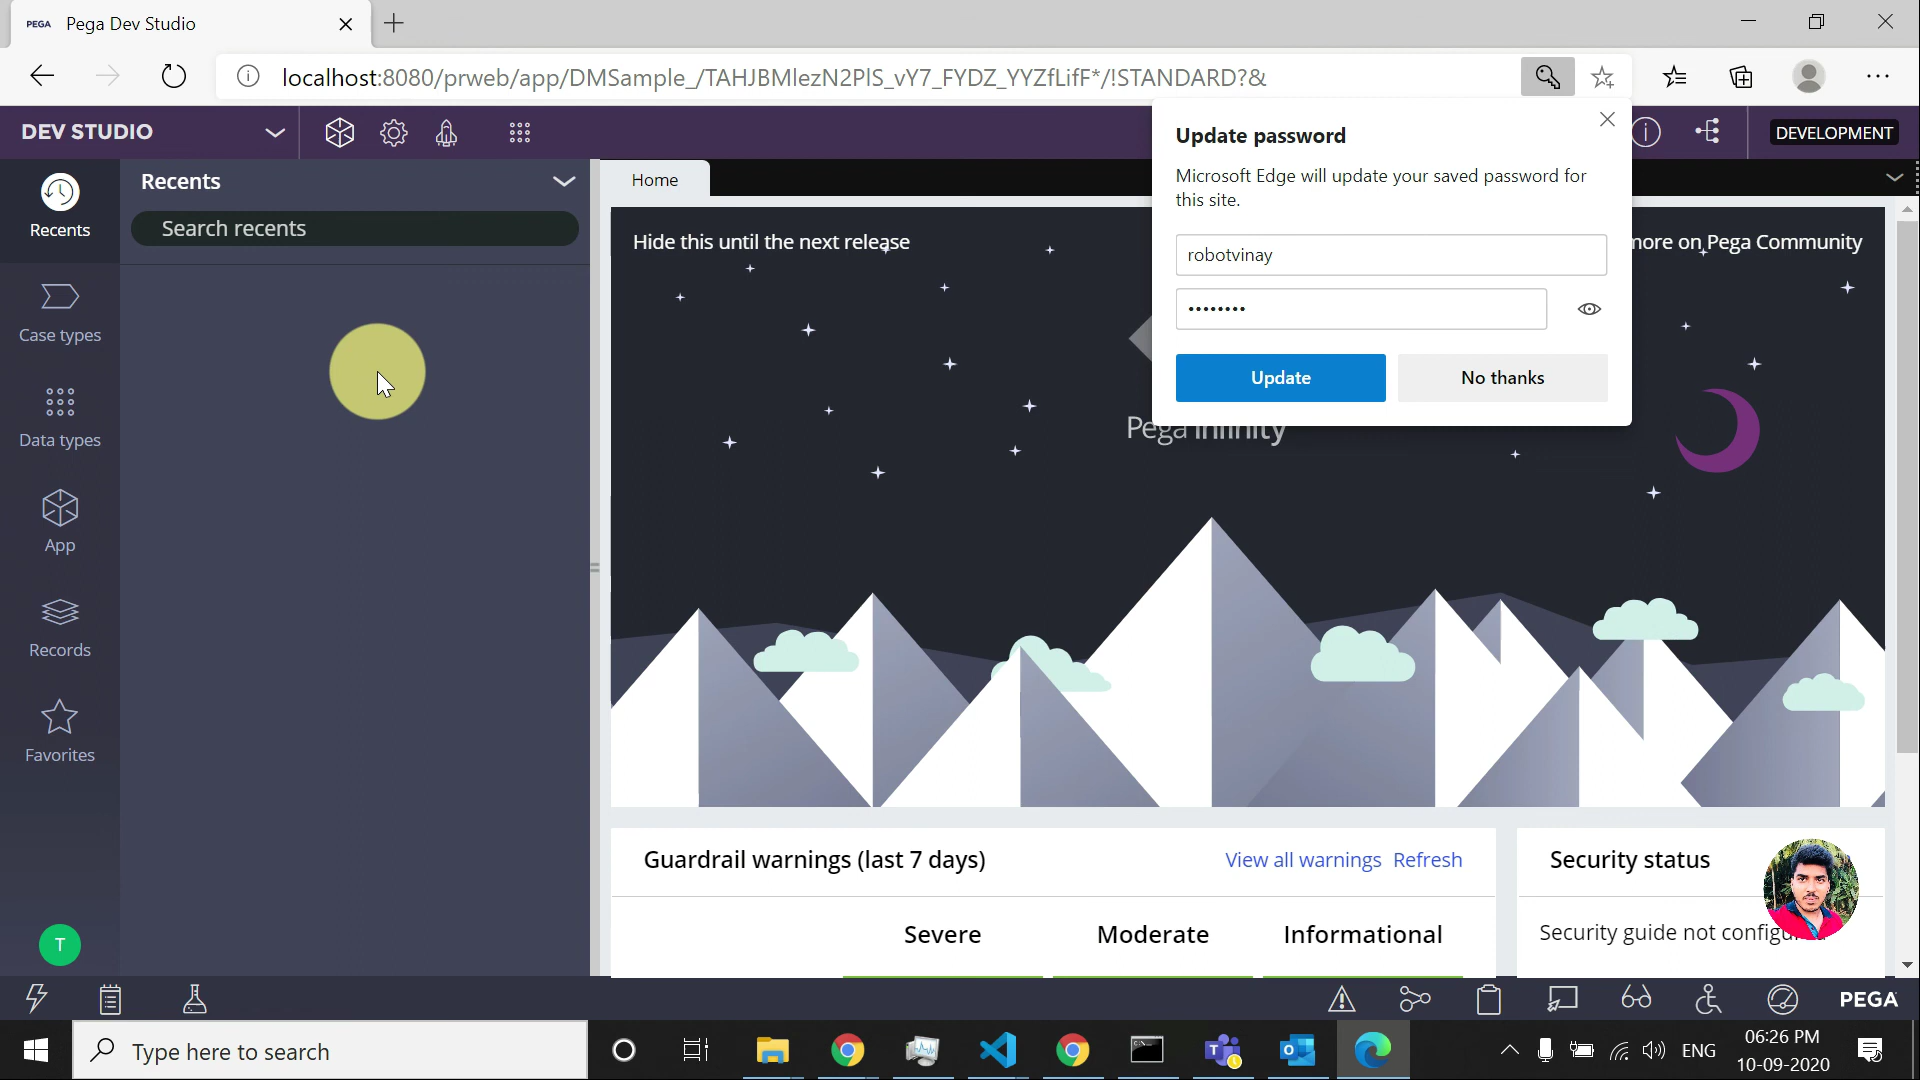 PEGA Pega Dev Studio
localhost:8080/prweb/app/DMSample_/TAHJBMlezN2PlS_vY7_FYDZ_YYZfLifF*/!STANDARD?&
DEV STUDIO
DEVELOPMENT
Update password
Microsoft Edge will update your saved password for
this site.
robotvinay
Update
No thanks
Recents
Recents
Search recents
Home
Hide this until the next release
more on Pega Community
Case types
Data types
App
Records
Favorites
T
Pega Infinity
Guardrail warnings (last 7 days)
View all warnings Refresh
Severe
Moderate
Informational
Security status
Security guide not
PEGA
Type here to search
ENG
06:26 PM
10-09-2020